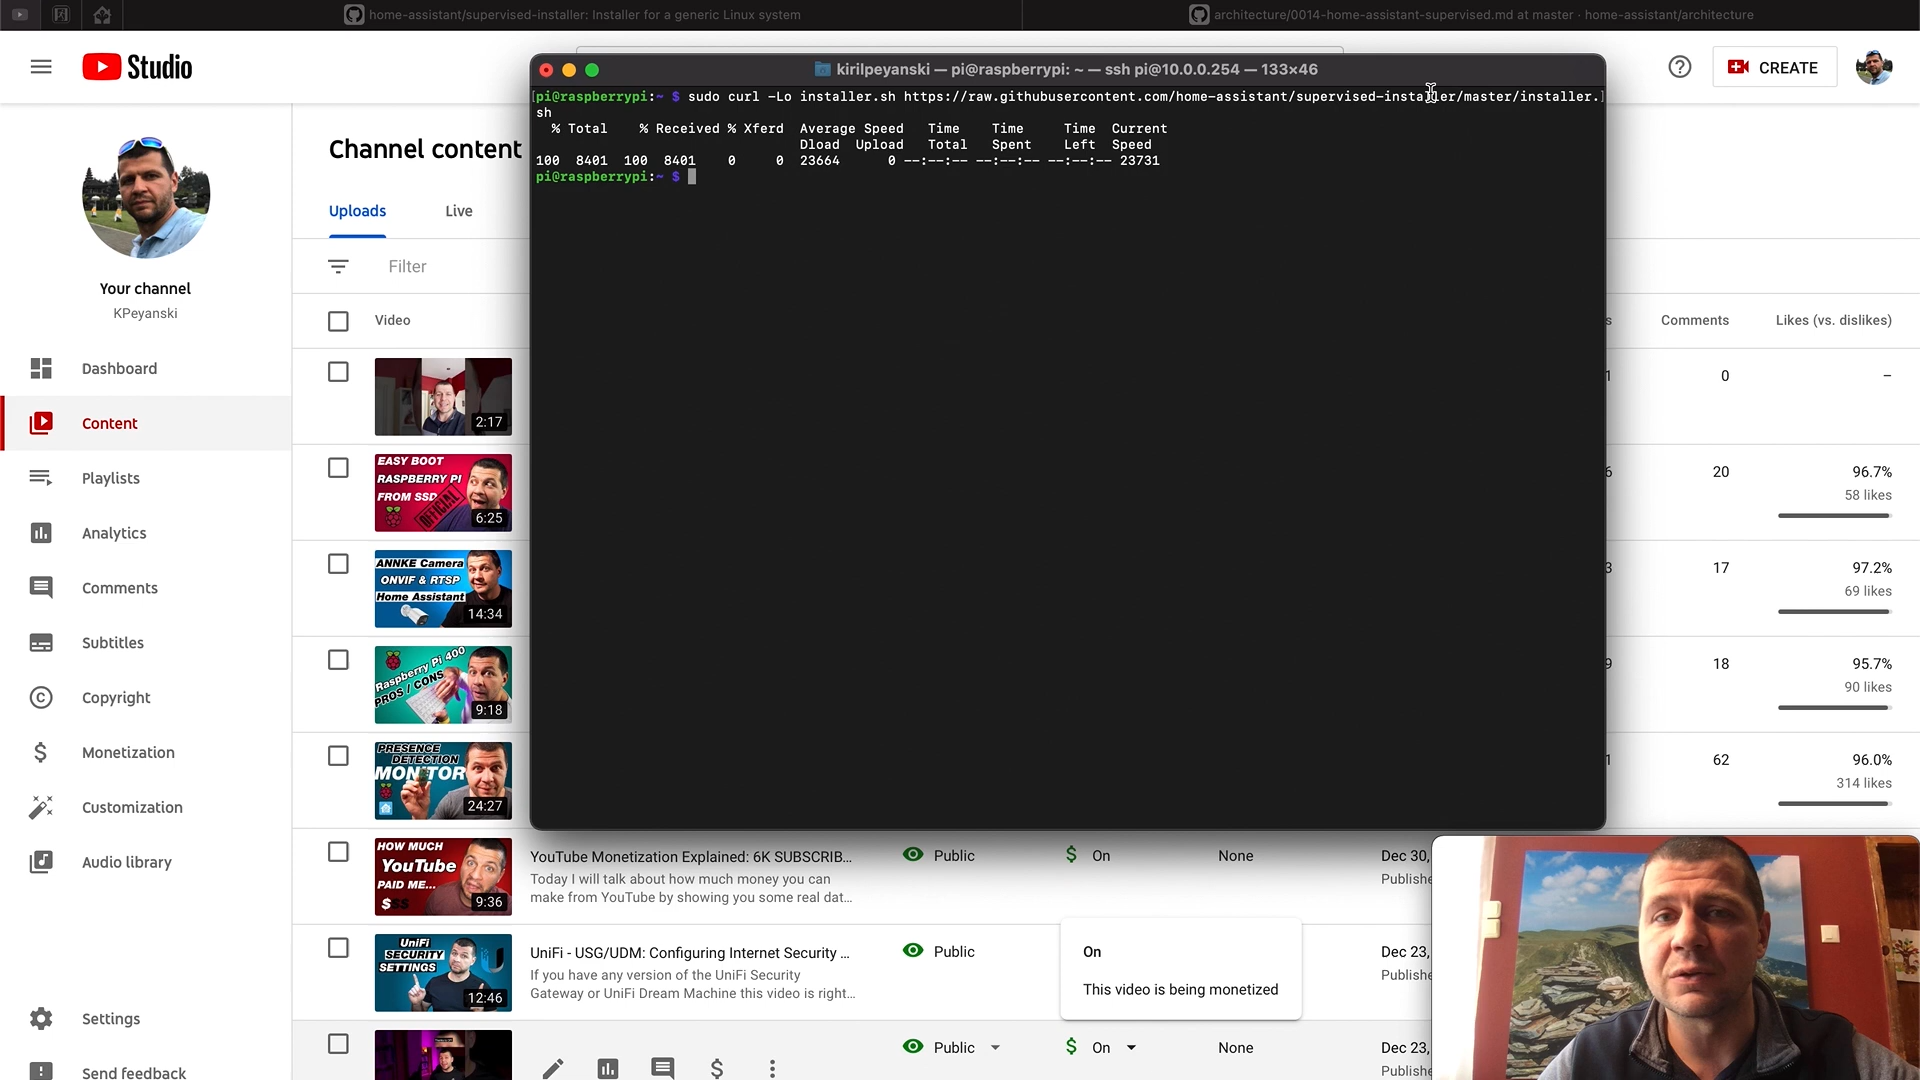 home-assistant/supervised-installer: Installer for a generic Linux system
architecture/0014-home-assistant-supervised.md at master · home-assistant/architecture
Studio
CREATE
kirilpeyanski — pi@raspberrypi: ~ — ssh pi@10.0.0.254 — 133×46
[pi@raspberrypi:~ $ sudo curl -Lo installer.sh https://raw.githubusercontent.com/home-assistant/supervised-installer/master/installer.]
sh
% Total % Received % Xferd Average Speed Time Time Time Current
Dload Upload Total Spent Left Speed
100 8401 100 8401 0 0 23664 0 --:--:-- --:--:-- --:--:-- 23731
pi@raspberrypi:~ $
Your channel
KPeyanski
Dashboard
Content
Playlists
Analytics
Comments
Subtitles
Copyright
Monetization
Customization
Audio library
Settings
Send feedback
Channel content
Uploads Live
Filter
Video
s Comments Likes (vs. dislikes)
2:17
1 0 –
EASY BOOT
RASPBERRY PI
FROM SSD
OFFICIAL
6:25
6 20 96.7%
58 likes
ANNKE Camera
ONVIF & RTSP
Home Assistant
14:34
3 17 97.2%
69 likes
Raspberry Pi 400
PROS / CONS
9:18
9 18 95.7%
90 likes
PRESENCE
DETECTION
MONITOR
24:27
1 62 96.0%
314 likes
HOW MUCH
YouTube
PAID ME...
$$$
9:36
YouTube Monetization Explained: 6K SUBSCRIB...
Today I will talk about how much money you can
make from YouTube by showing you some real dat...
Public On None Dec 30,
Publishe
UniFi
SECURITY
SETTINGS
12:46
UniFi - USG/UDM: Configuring Internet Security ...
If you have any version of the UniFi Security
Gateway or UniFi Dream Machine this video is right...
Public
On
This video is being monetized
Dec 23,
Publishe
Public On None Dec 23,
Publishe